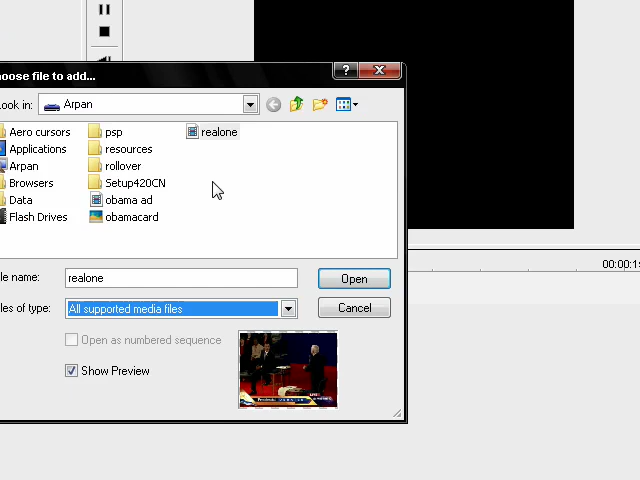 oose file to add...
ook in: Arpan
Aero cursors psp realone
Applications resources
Arpan rollover
Browsers Setup420CN
Data obama ad
Flash Drives obamacard
le name: realone Open
les of type: All supported media files Cancel
Open as numbered sequence
Show Preview
00:00:1